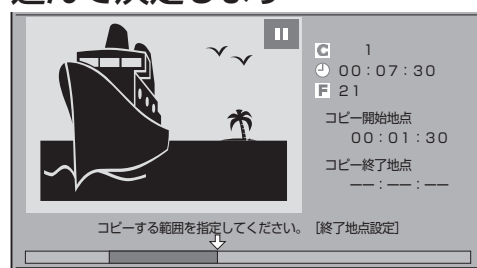 進んで決定します
C 1
00:07:30
F 21
コピー開始地点
00:01:30
コピー終了地点
――:――:――
コピーする範囲を指定してください。［終了地点設定］